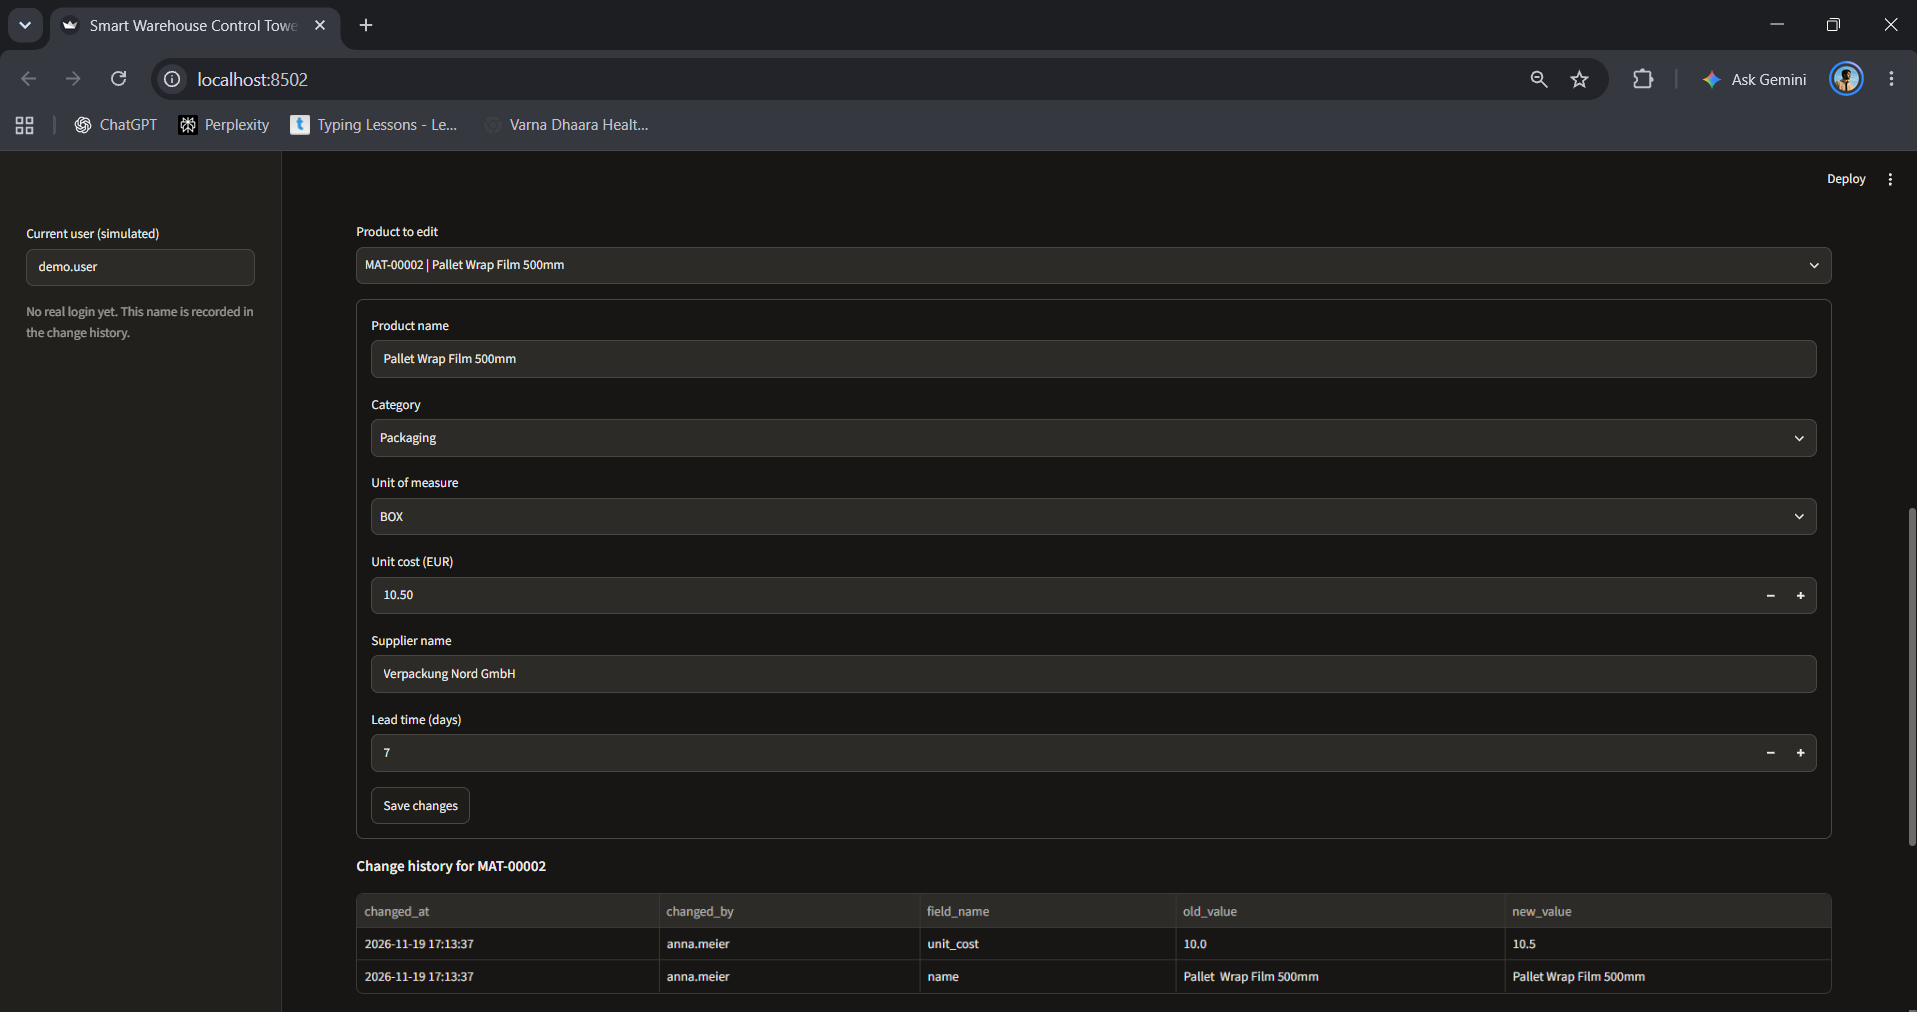 Smart Warehouse Control Towe
localhost:8502
Ask Gemini
ChatGPT
Perplexity
Typing Lessons - Le...
Varna Dhaara Healt...
Deploy
Current user (simulated)
demo.user
No real login yet. This name is recorded in
the change history.
Product to edit
MAT-00002 | Pallet Wrap Film 500mm
Product name
Pallet Wrap Film 500mm
Category
Packaging
Unit of measure
BOX
Unit cost (EUR)
10.50
Supplier name
Verpackung Nord GmbH
Lead time (days)
7
Save changes
Change history for MAT-00002
changed_at changed_by field_name old_value new_value
2026-11-19 17:13:37 anna.meier unit_cost 10.0 10.5
2026-11-19 17:13:37 anna.meier name Pallet  Wrap Film 500mm Pallet Wrap Film 500mm